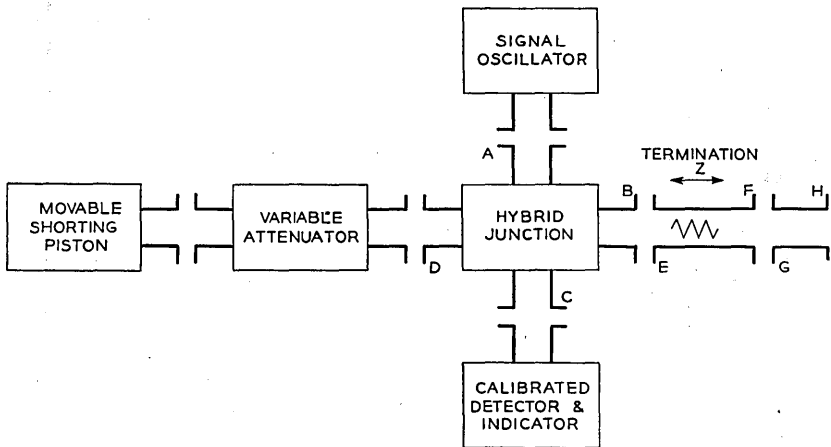 SIGNAL
OSCILLATOR
A
TERMINATION
Z
B
F
H
MOVABLE
SHORTING
PISTON
VARIABLE
ATTENUATOR
HYBRID
JUNCTION
D
E
G
C
CALIBRATED
DETECTOR &
INDICATOR